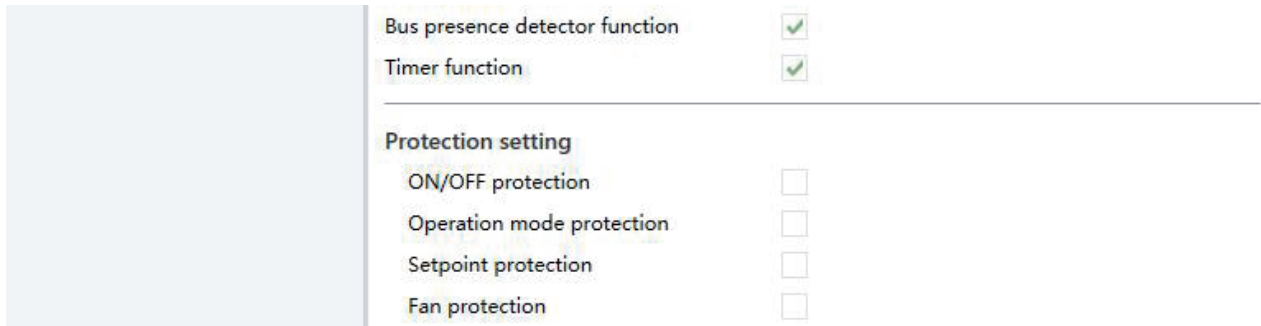 Bus presence detector function
Timer function
Protection setting
ON/OFF protection
Operation mode protection
Setpoint protection
Fan protection